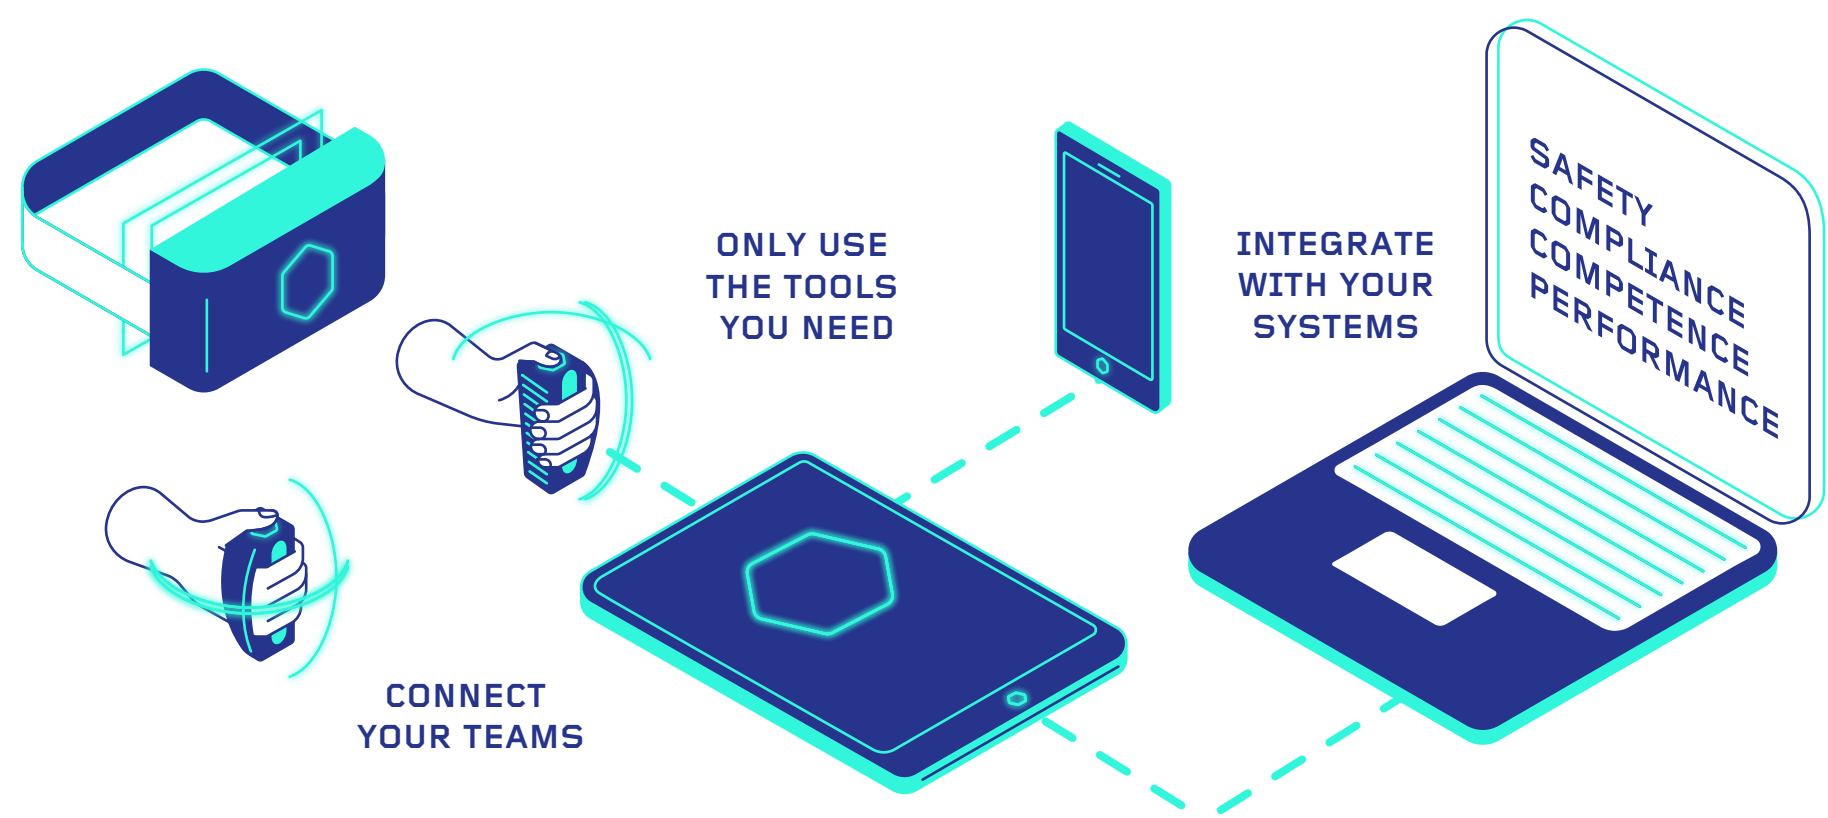 CONNECT
YOUR TEAMS
ONLY USE
THE TOOLS
YOU NEED
INTEGRATE
WITH YOUR
SYSTEMS
SAFETY
COMPLIANCE
COMPETENCE
PERFORMANCE